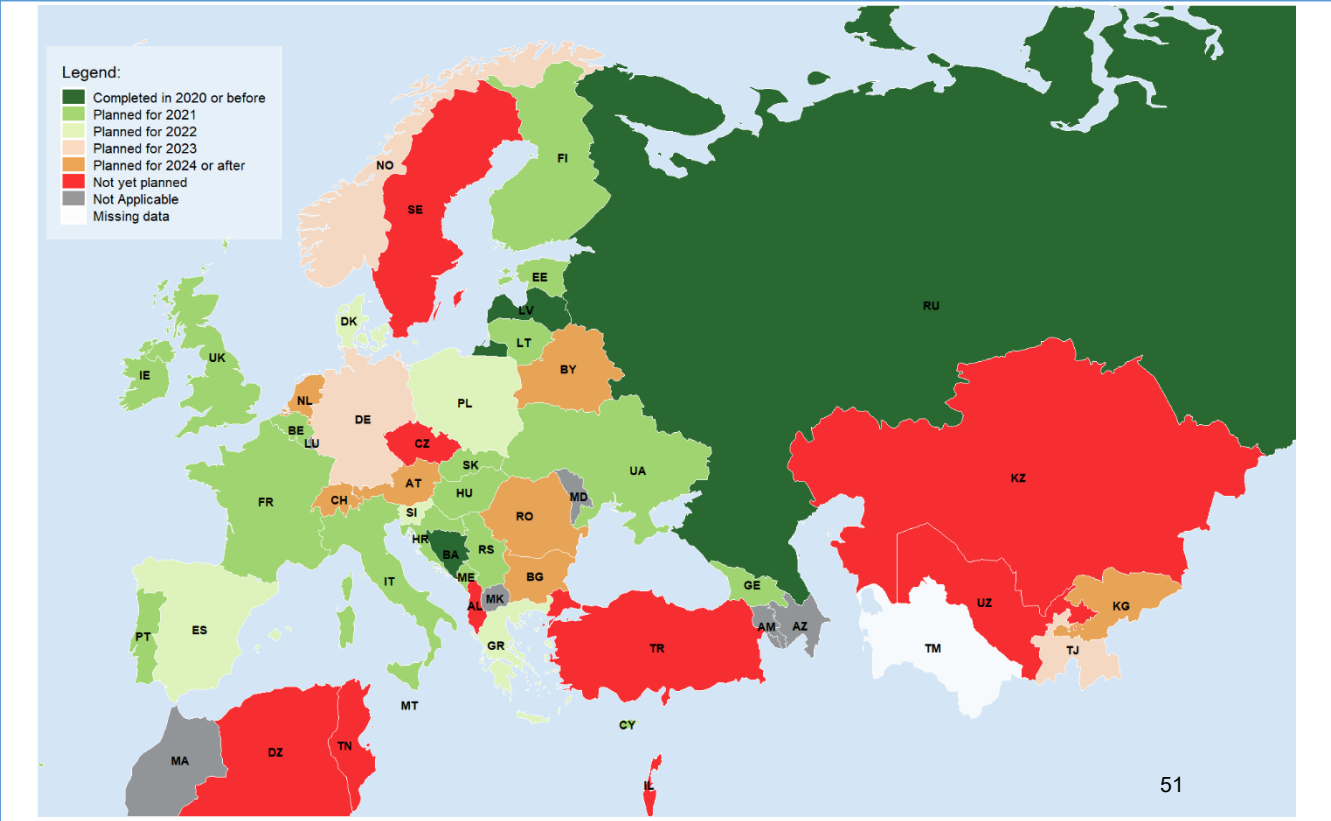 Legend:
Completed in 2020 or before
Planned for 2021
Planned for 2022
Planned for 2023
Planned for 2024 or after
Not yet planned
Not Applicable
Missing data
NO
FI
SE
EE
RU
LV
DK
LT
UK
BY
IE
NL
PL
DE
BE
LU
CZ
SK
UA
KZ
FR
AT
HU
MD
CH
SI
RO
HR
RS
BA
ME
BG
GE
IT
AL
MK
UZ
KG
AM
AZ
PT
ES
GR
TR
TM
TJ
MT
CY
DZ
TN
MA
IL
51